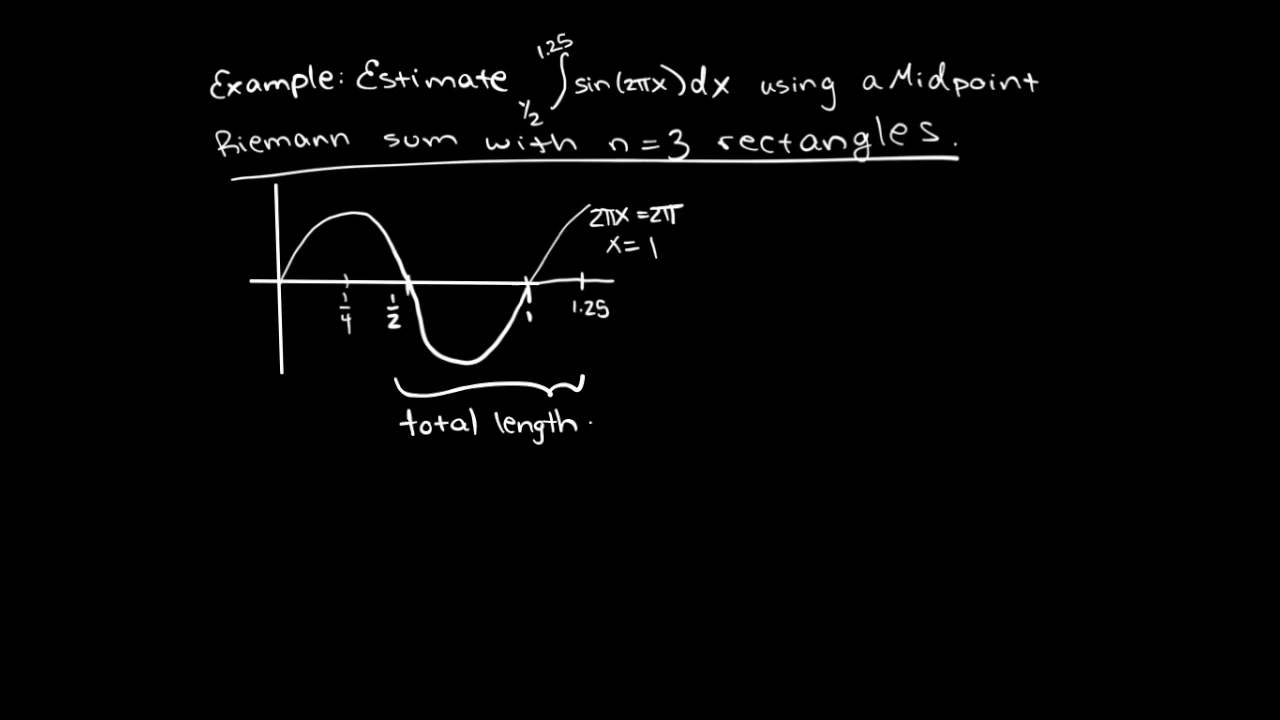 Example: Estimate ∫_{1/2}^{1.25} sin(2πx)dx using a Midpoint
Riemann sum with n=3 rectangles.
2πx=2π
x=1
1/4 1/2 1 1.25
total length